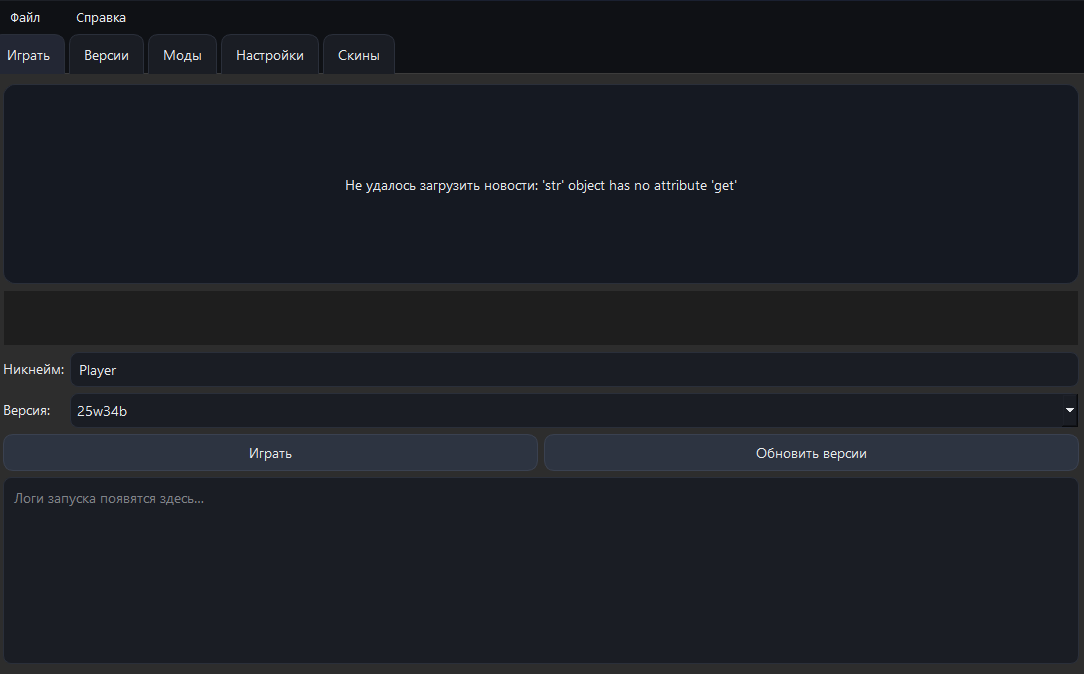 Файл Справка
Играть Версии Моды Настройки Скины
Не удалось загрузить новости: 'str' object has no attribute 'get'
Никнейм: Player
Версия: 25w34b
Играть Обновить версии
Логи запуска появятся здесь...